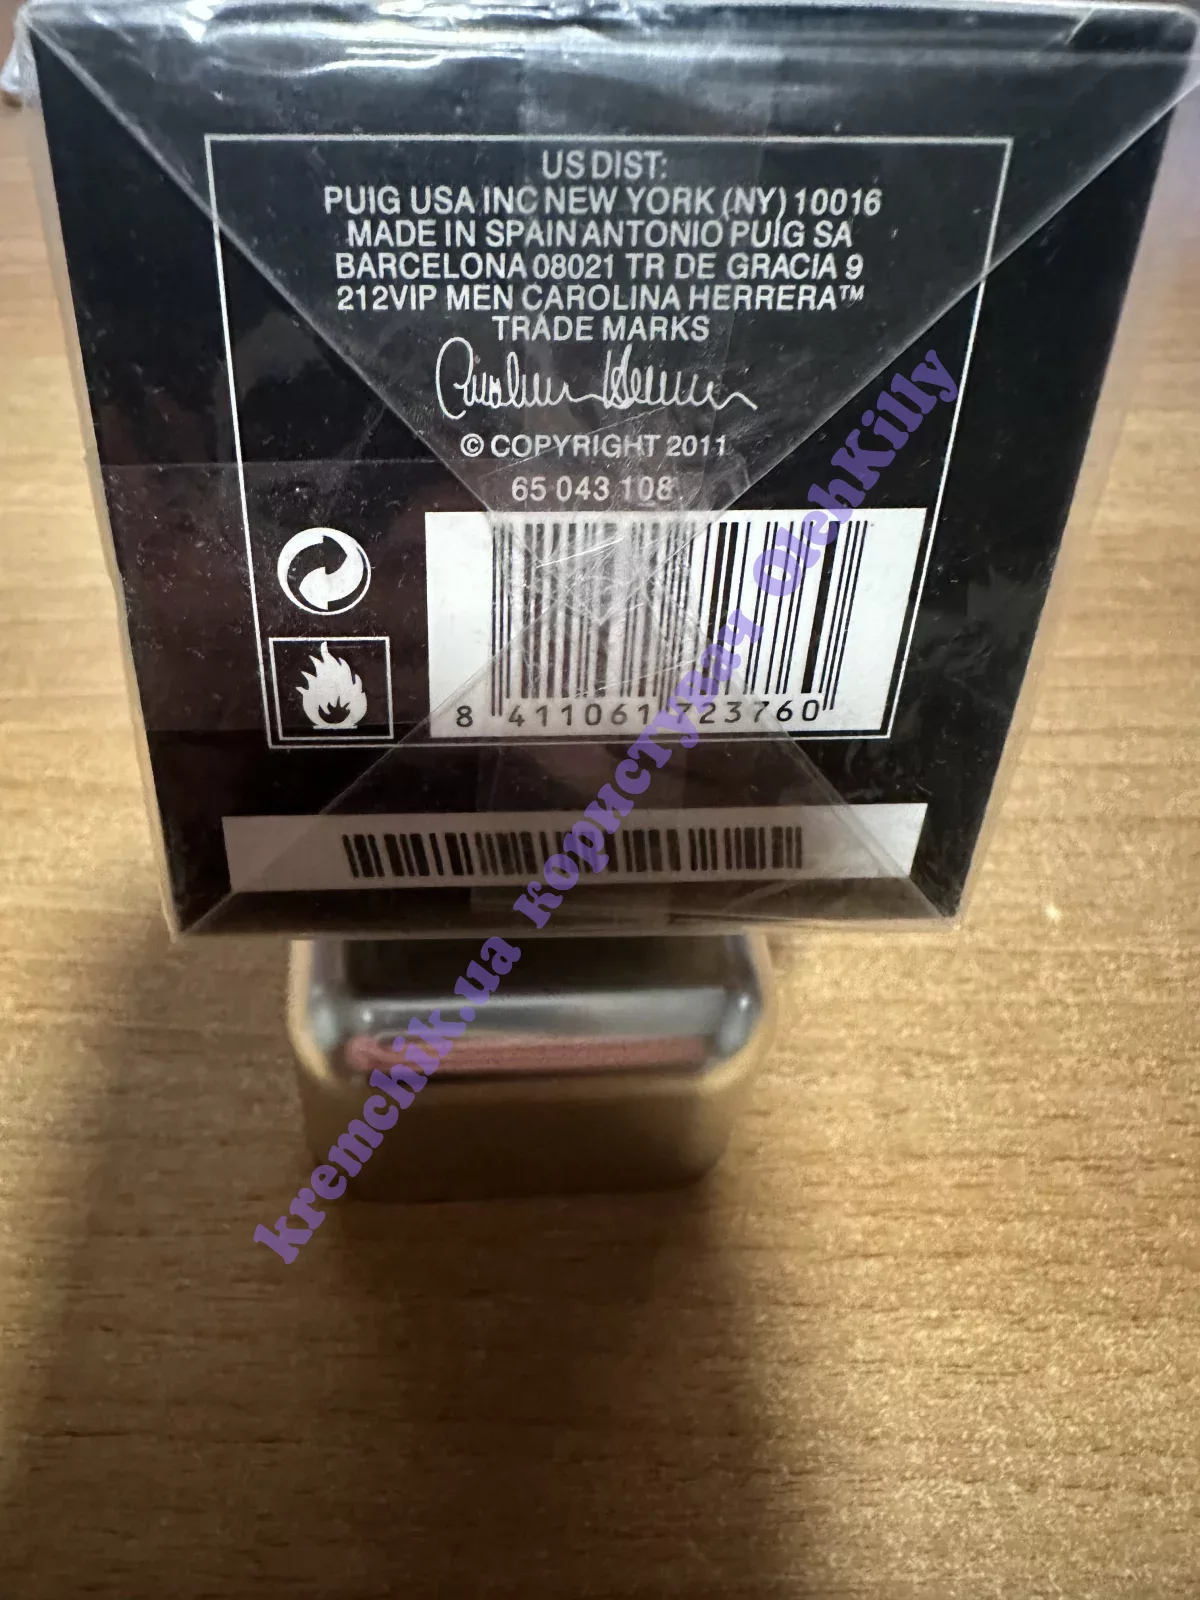 US DIST:
PUIG USA INC NEW YORK (NY) 10016
MADE IN SPAIN ANTONIO PUIG SA
BARCELONA 08021 TR DE GRACIA 9
212VIP MEN CAROLINA HERRERA™
TRADE MARKS
Carolina Herrera
© COPYRIGHT 2011
65 043 108
8 411061 723760
kremchik.ua користувач OlehKilly